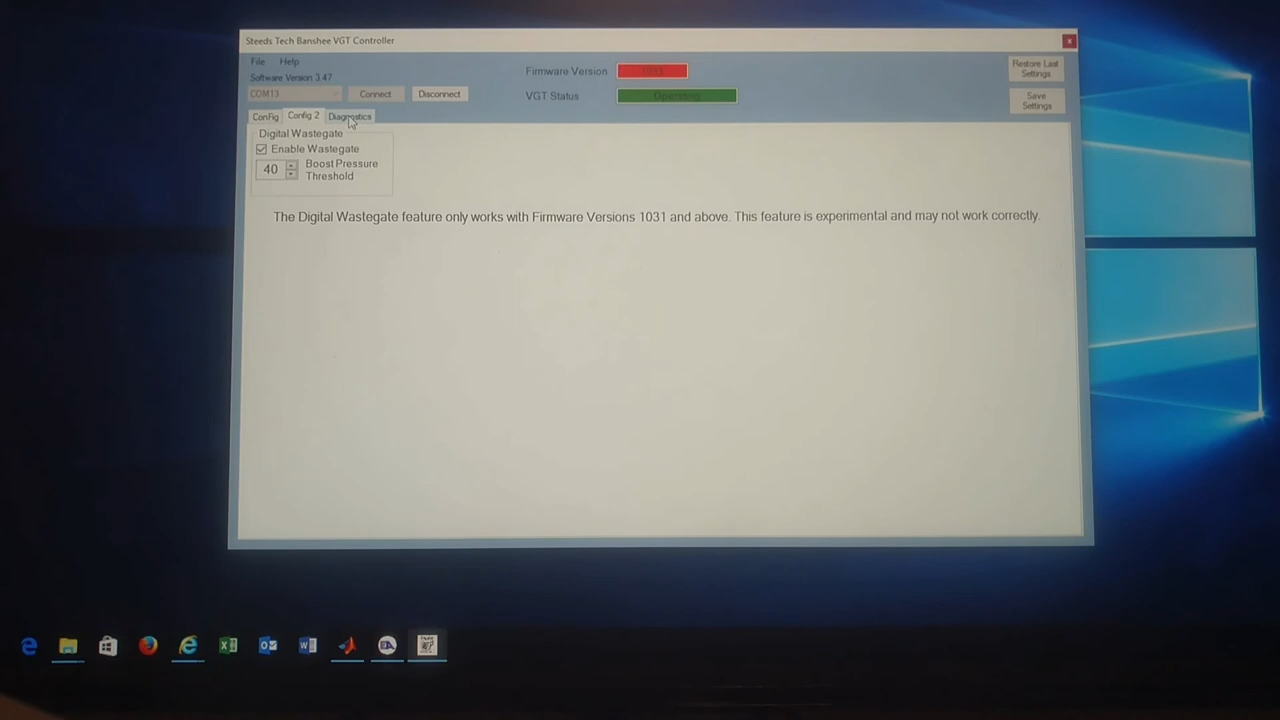 Steeds Tech Banshee VGT Controller
File Help
Software Version 3.47
COM13
Connect
Disconnect
Firmware Version
VGT Status
Operating
Restore Last
Settings
Save
Settings
Config
Config 2
Diagnostics
Digital Wastegate
Enable Wastegate
40
Boost Pressure
Threshold
The Digital Wastegate feature only works with Firmware Versions 1031 and above. This feature is experimental and may not work correctly.